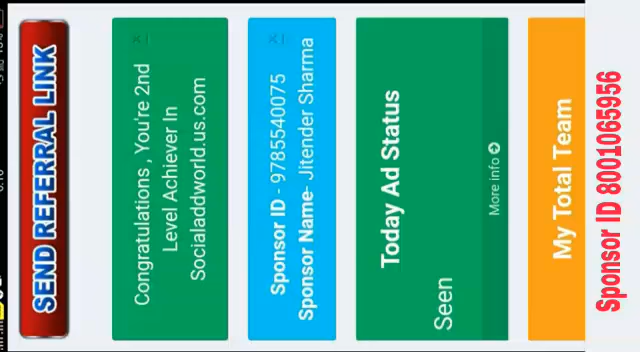 SEND REFERRAL LINK
Congratulations , You're 2nd
Level Achiever In
Socialaddworld.us.com
Sponsor ID - 9785540075
Sponsor Name- Jitender Sharma
Today Ad Status
Seen
More info
My Total Team
Sponsor ID 8001065956